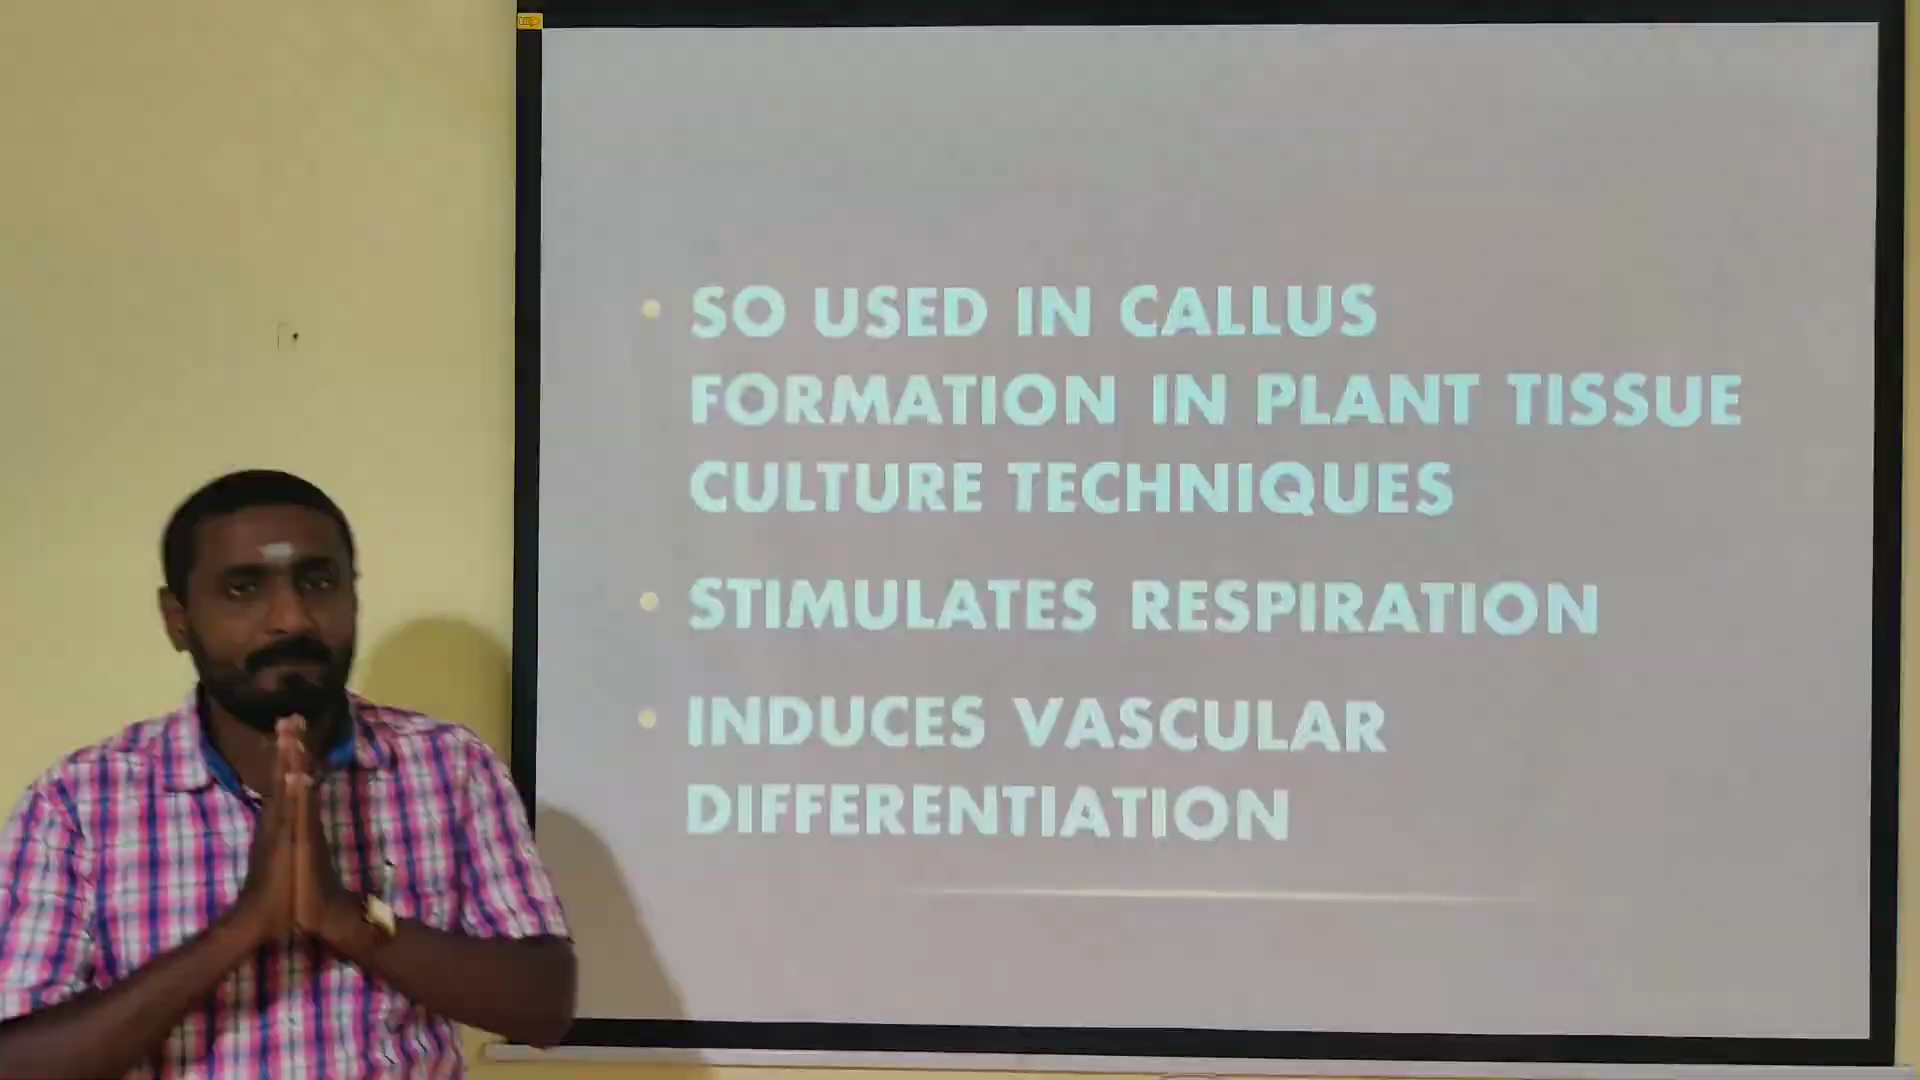 • SO USED IN CALLUS
FORMATION IN PLANT TISSUE
CULTURE TECHNIQUES
• STIMULATES RESPIRATION
• INDUCES VASCULAR
DIFFERENTIATION